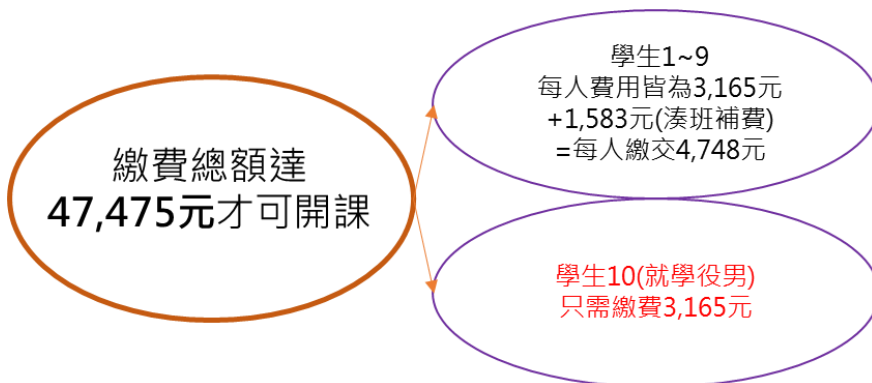 繳費總額達
47,475元才可開課
學生1~9
每人費用皆為3,165元
+1,583元(湊班補費)
=每人繳交4,748元
學生10(就學役男)
只需繳費3,165元